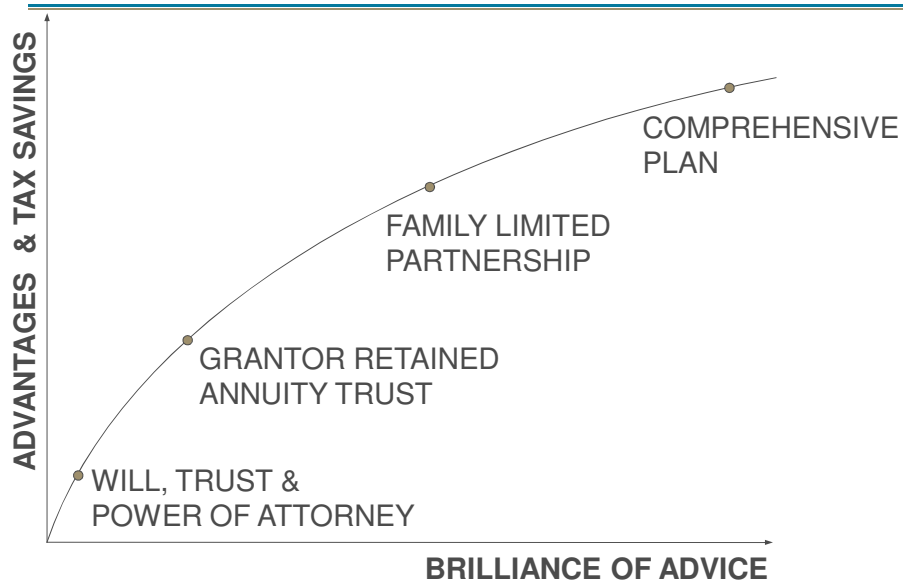 ADVANTAGES & TAX SAVINGS
COMPREHENSIVE
PLAN
FAMILY LIMITED
PARTNERSHIP
GRANTOR RETAINED
ANNUITY TRUST
WILL, TRUST &
POWER OF ATTORNEY
BRILLIANCE OF ADVICE